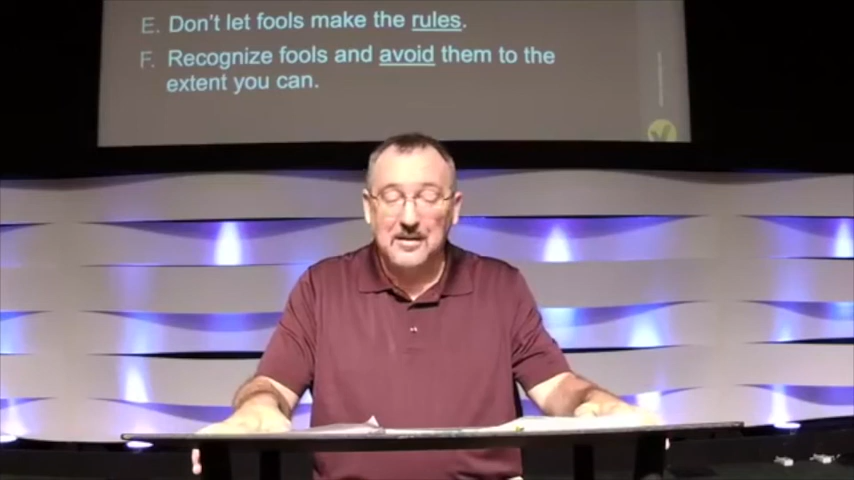 E. Don't let fools make the rules.
F. Recognize fools and avoid them to the
extent you can.